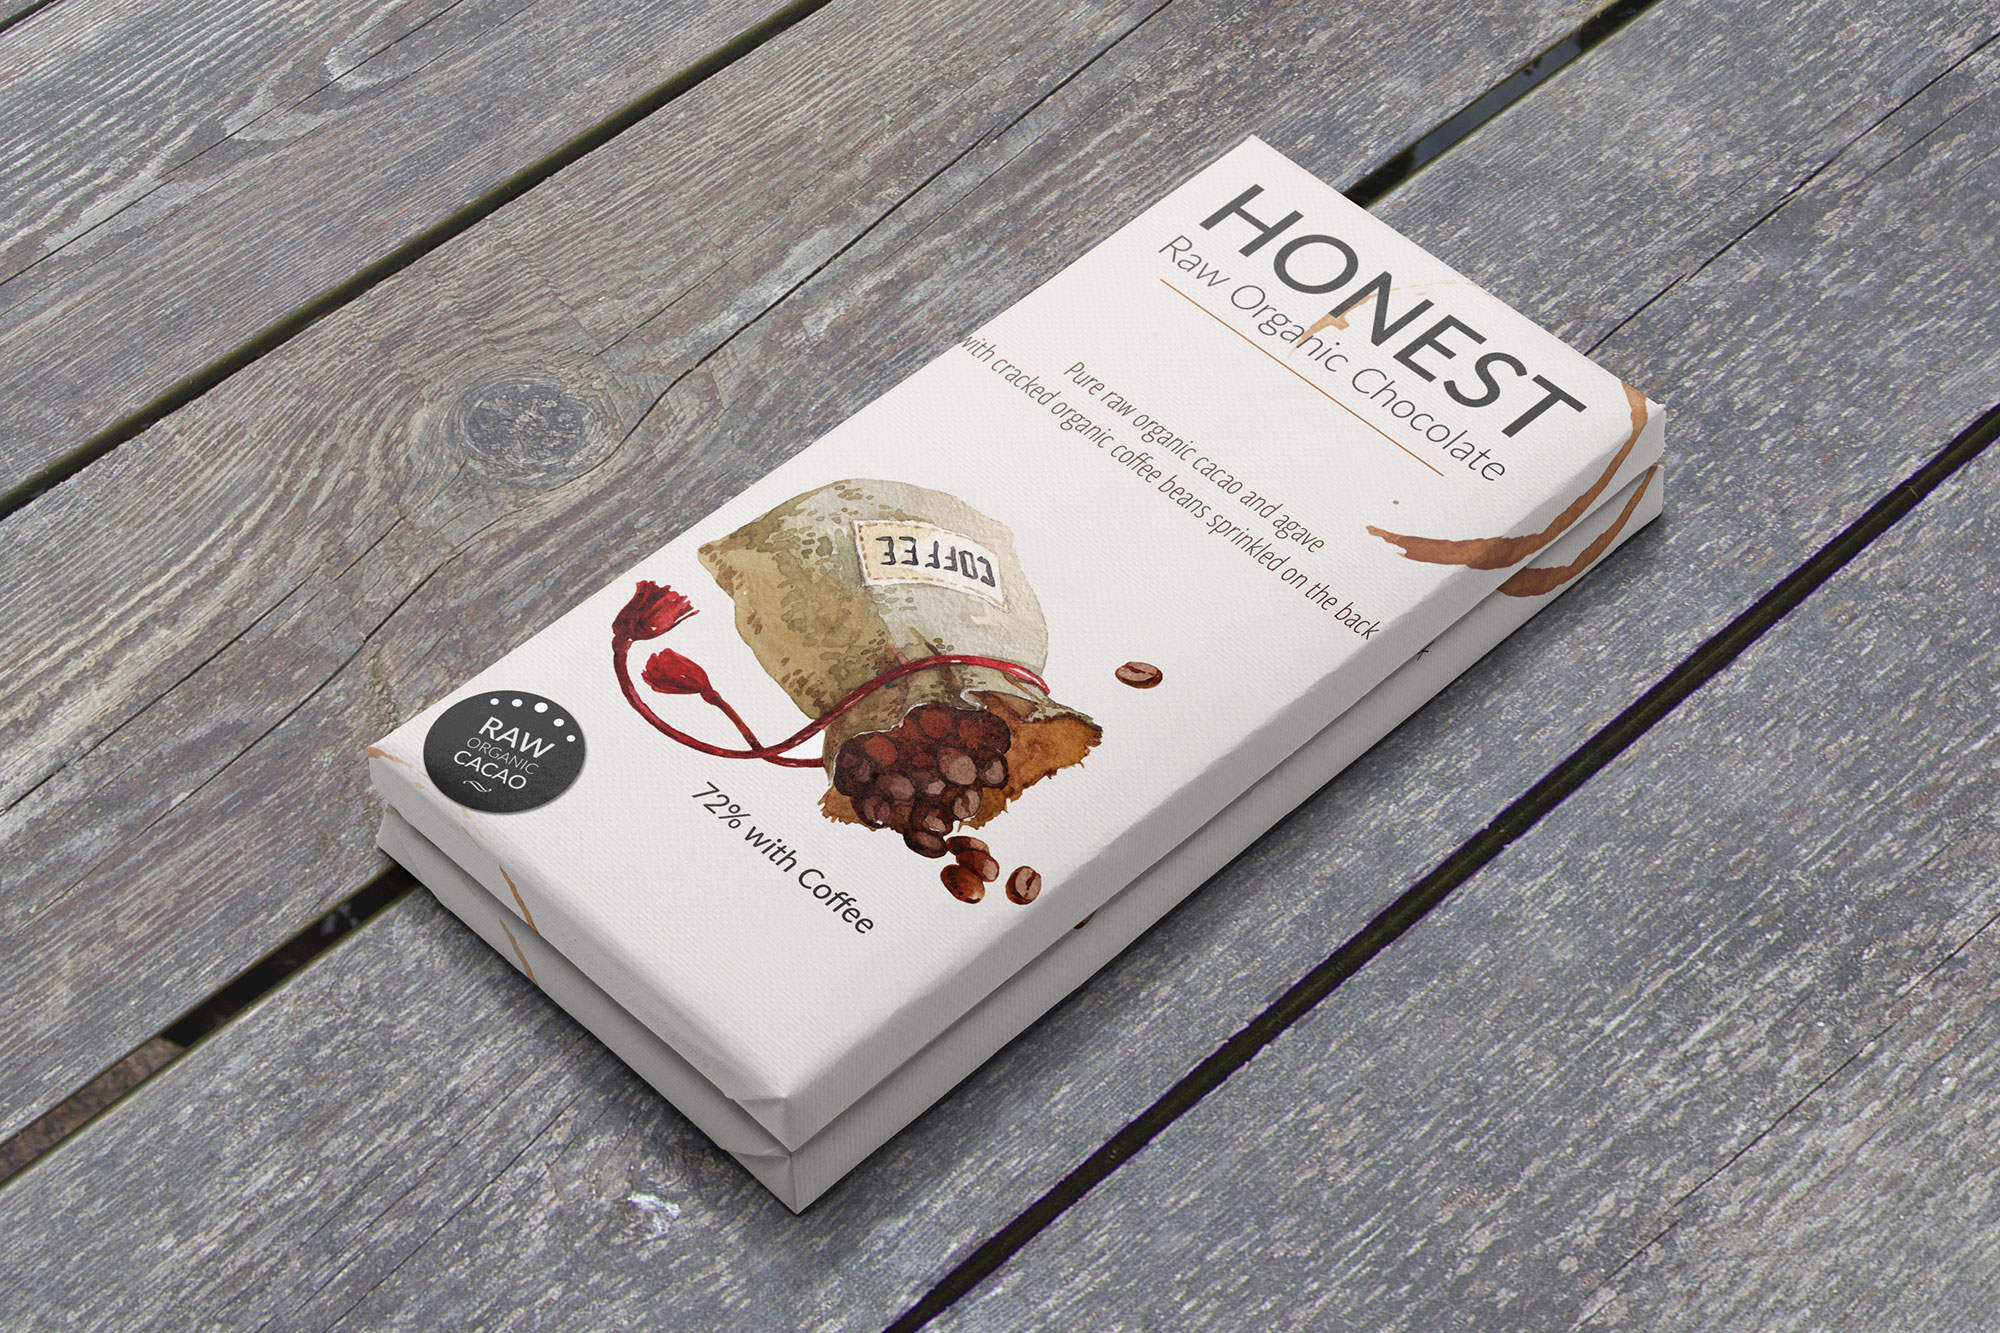 HONEST
Raw Organic Chocolate
Pure raw organic cacao and agave
with cracked organic coffee beans sprinkled on the back
COFFEE
RAW
ORGANIC
CACAO
72% with Coffee